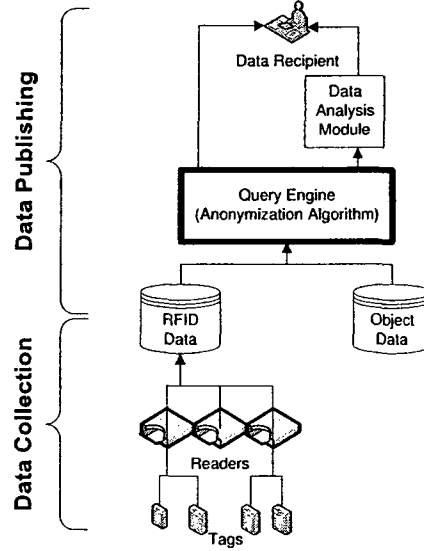 Data Publishing
Data Recipient
Data
Analysis
Module
Query Engine
(Anonymization Algorithm)
RFID
Data
Object
Data
Data Collection
Readers
Tags